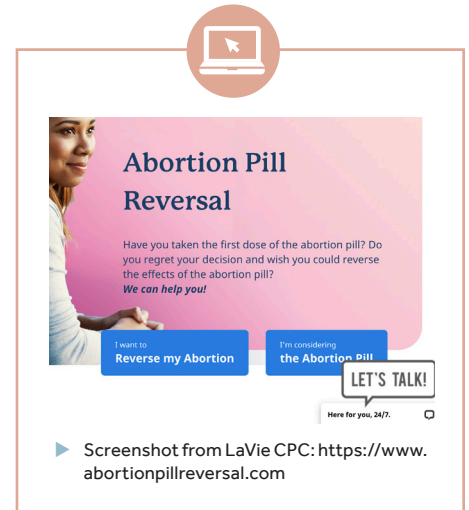 Abortion Pill
Reversal
Have you taken the first dose of the abortion pill? Do
you regret your decision and wish you could reverse
the effects of the abortion pill?
We can help you!
I want to
Reverse my Abortion
I'm considering
the Abortion Pill
LET'S TALK!
Here for you, 24/7.
Screenshot from LaVie CPC: https://www.
abortionpillreversal.com